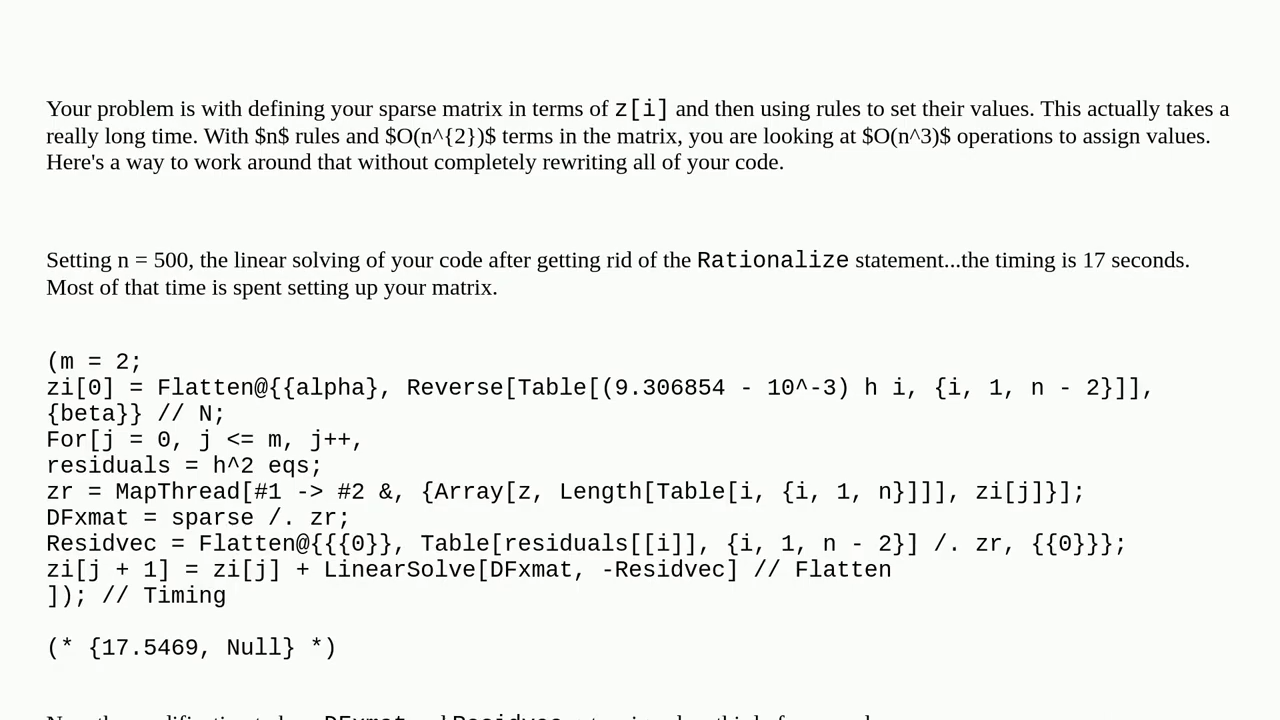 Your problem is with defining your sparse matrix in terms of z[i] and then using rules to set their values. This actually takes a
really long time. With $n$ rules and $O(n^{2})$ terms in the matrix, you are looking at $O(n^3)$ operations to assign values.
Here's a way to work around that without completely rewriting all of your code.
Setting n = 500, the linear solving of your code after getting rid of the Rationalize statement...the timing is 17 seconds.
Most of that time is spent setting up your matrix.
(m = 2;
zi[0] = Flatten@{{alpha}, Reverse[Table[(9.306854 - 10^-3) h i, {i, 1, n - 2}]],
{beta}} // N;
For[j = 0, j <= m, j++,
residuals = h^2 eqs;
zr = MapThread[#1 -> #2 &, {Array[z, Length[Table[i, {i, 1, n}]]], zi[j]}];
DFxmat = sparse /. zr;
Residvec = Flatten@{{{0}}, Table[residuals[[i]], {i, 1, n - 2}] /. zr, {{0}}};
zi[j + 1] = zi[j] + LinearSolve[DFxmat, -Residvec] // Flatten
]); // Timing
(* {17.5469, Null} *)